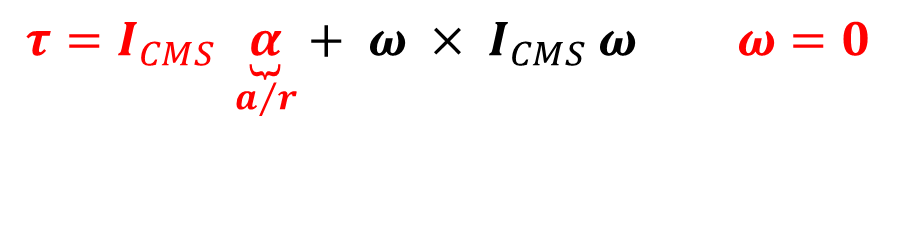 τ = I_CMS α + ω × I_CMS ω ω = 0
a/r